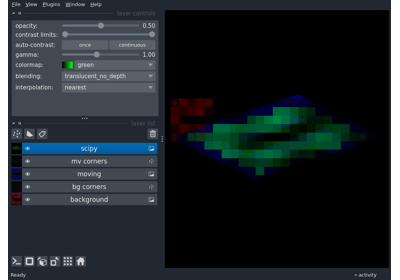 File View Plugins Window Help
layer controls
opacity: 0.50
contrast limits:
auto-contrast: once continuous
gamma: 1.00
colormap: green
blending: translucent_no_depth
interpolation: nearest
layer list
scipy
mv corners
moving
bg corners
background
Ready activity